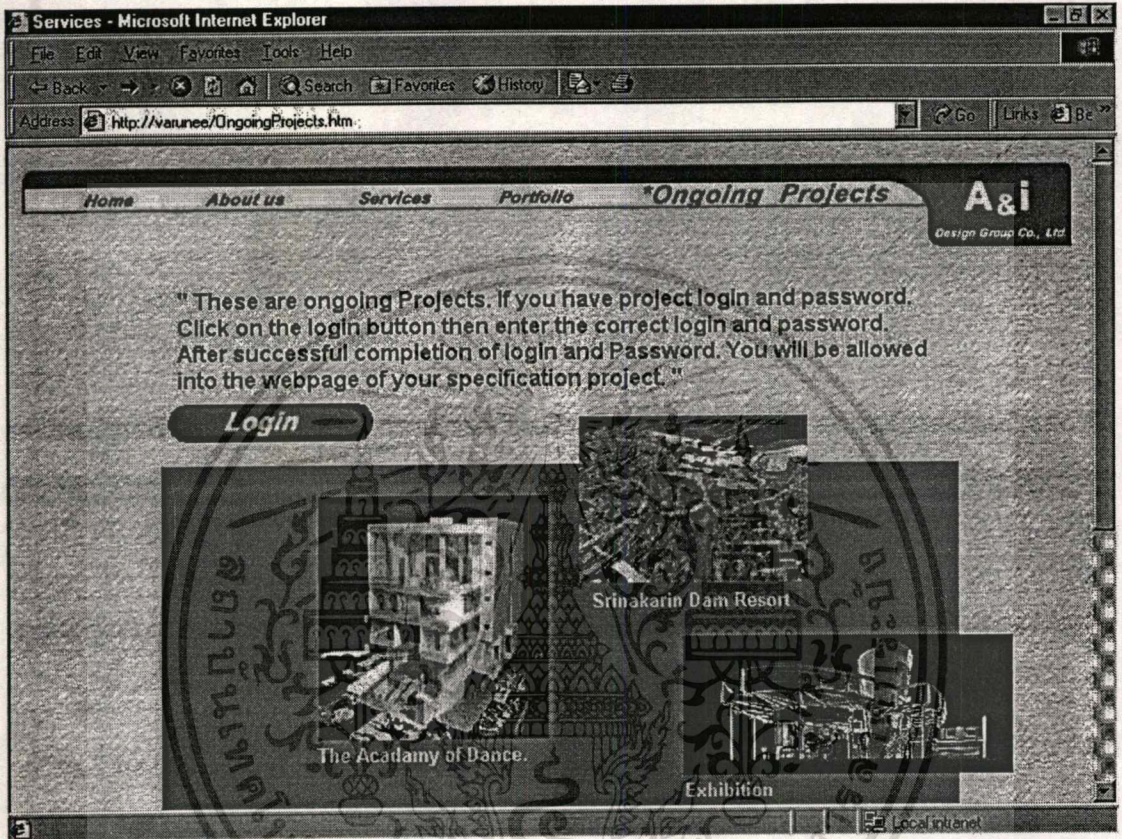 Services - Microsoft Internet Explorer
File Edit View Favorites Tools Help
Back Search Favorites History
Address http://varunee/OngoingProjects.htm Go Links Be »
Home About us Services Portfolio *Ongoing Projects
A&i
Design Group Co., Ltd
" These are ongoing Projects. If you have project login and password.
Click on the login button then enter the correct login and password.
After successful completion of login and Password. You will be allowed
into the webpage of your specification project. "
Login
Srinakarin Dam Resort
The Acadamy of Dance.
Exhibition
Local intranet